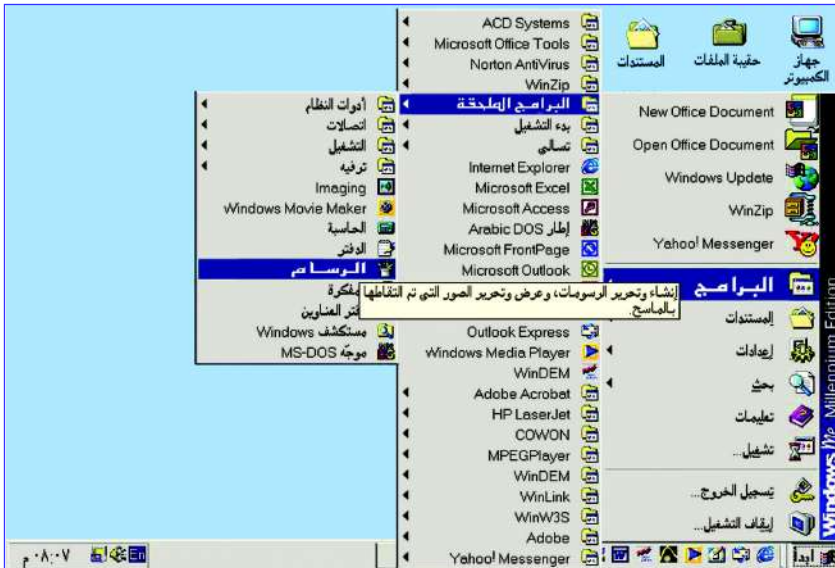 جهاز
الكمبيوتر
حقيبة الملفات
المستندات
New Office Document
Open Office Document
Windows Update
WinZip
Yahoo! Messenger
البرامج
المستندات
إعدادات
بحث
تعليمات
تشغيل...
تسجيل الخروج...
إيقاف التشغيل...
Windows Me Millennium Edition
ACD Systems
Microsoft Office Tools
Norton AntiVirus
WinZip
البرامج الملحقة
بدء التشغيل
تسالي
Internet Explorer
Microsoft Excel
Microsoft Access
إطار Arabic DOS
Microsoft FrontPage
Microsoft Outlook
Outlook Express
Windows Media Player
WinDEM
Adobe Acrobat
HP LaserJet
COWON
MPEGPlayer
WinDEM
WinLink
WinW3S
Adobe
Yahoo! Messenger
أدوات النظام
اتصالات
التشغيل
ترفيه
Imaging
Windows Movie Maker
الحاسبة
الدفتر
الرسام
مفكرة
دفتر العناوين
مستكشف Windows
موجّه MS-DOS
إنشاء وتحرير الرسومات، وعرض وتحرير الصور التي تم التقاطها
بالماسح.
ابدأ
En
٠٨:٠٧ م